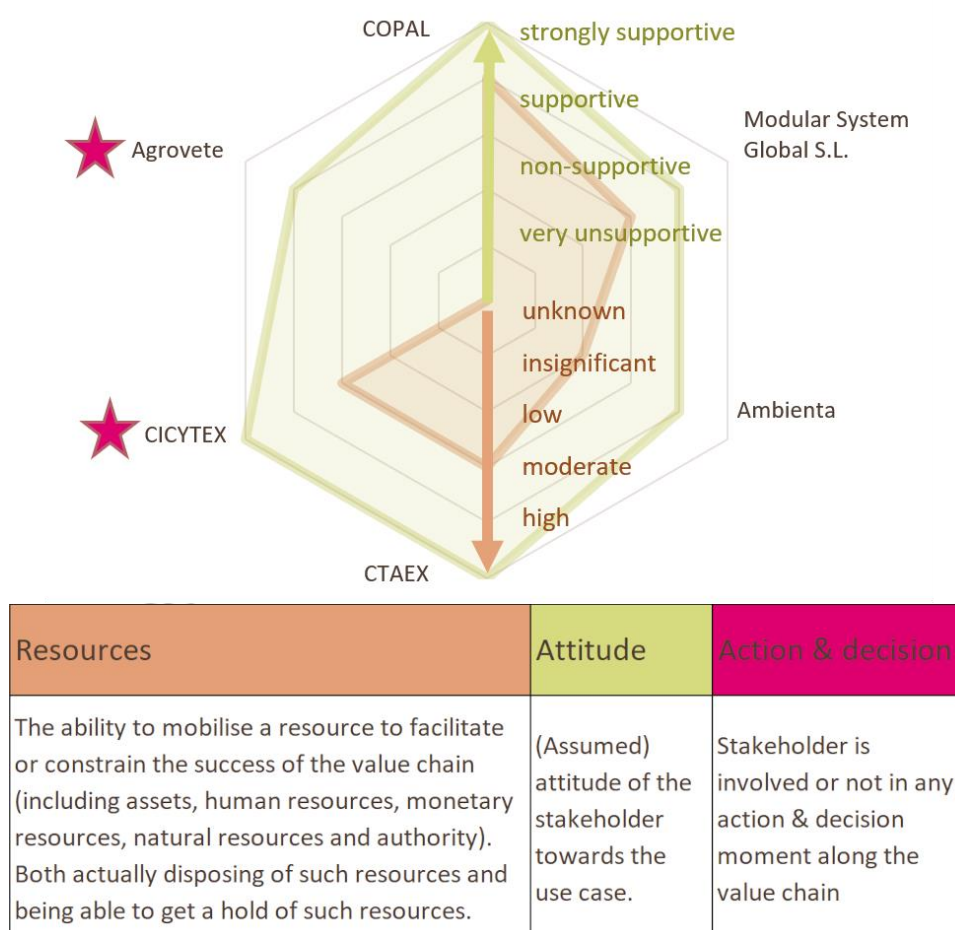 COPAL
strongly supportive
supportive
Modular System
Global S.L.
Agrovete
non-supportive
very unsupportive
unknown
insignificant
low
Ambienta
CICYTEX
moderate
high
CTAEX
Resources
Attitude
Action & decision
The ability to mobilise a resource to facilitate
or constrain the success of the value chain
(including assets, human resources, monetary
resources, natural resources and authority).
Both actually disposing of such resources and
being able to get a hold of such resources.
(Assumed)
attitude of the
stakeholder
towards the
use case.
Stakeholder is
involved or not in any
action & decision
moment along the
value chain